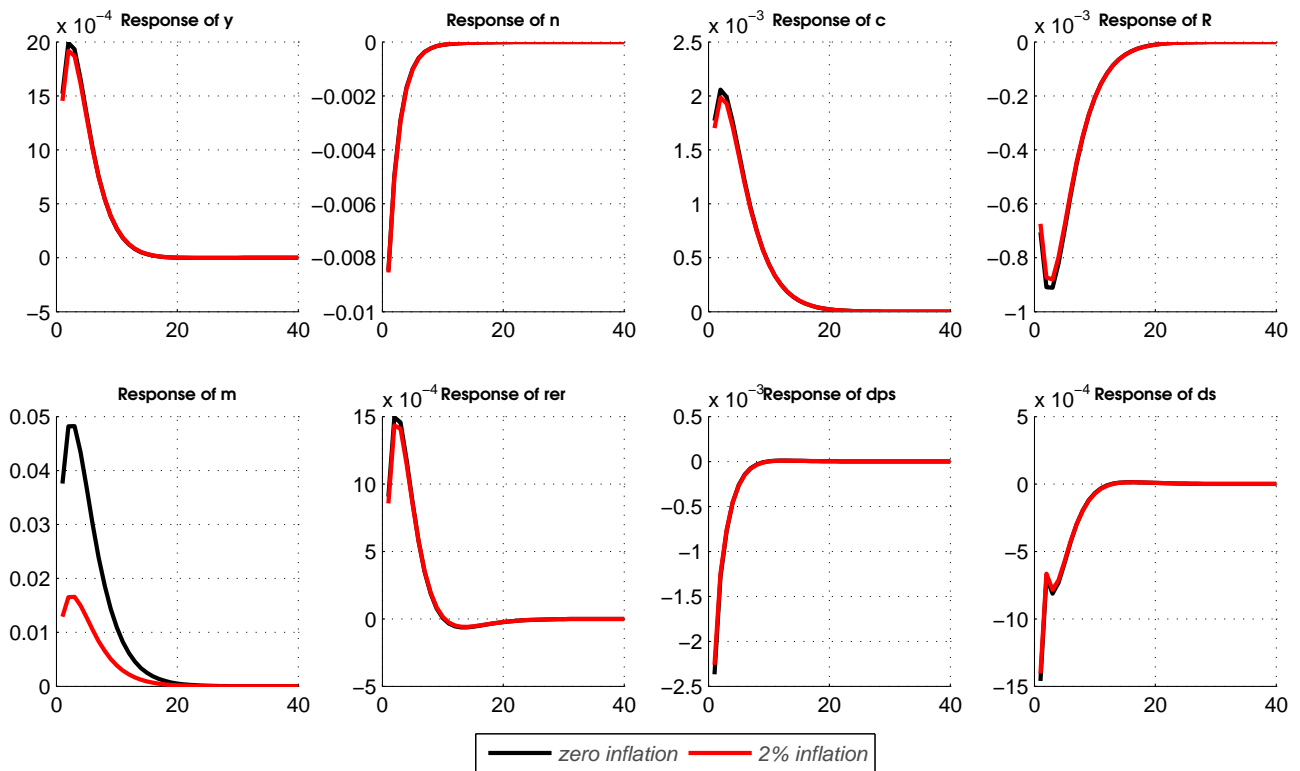 x 10−4 Response of y
20
15
10
5
0
−5
0 20 40
Response of n
0
−0.002
−0.004
−0.006
−0.008
−0.01
0 20 40
x 10−3 Response of c
2.5
2
1.5
1
0.5
0
0 20 40
x 10−3 Response of R
0
−0.2
−0.4
−0.6
−0.8
−1
0 20 40
Response of m
0.05
0.04
0.03
0.02
0.01
0
0 20 40
x 10−4 Response of rer
15
10
5
0
−5
0 20 40
x 10−3 Response of dps
0.5
0
−0.5
−1
−1.5
−2
−2.5
0 20 40
x 10−4 Response of ds
5
0
−5
−10
−15
0 20 40
zero inflation 2% inflation